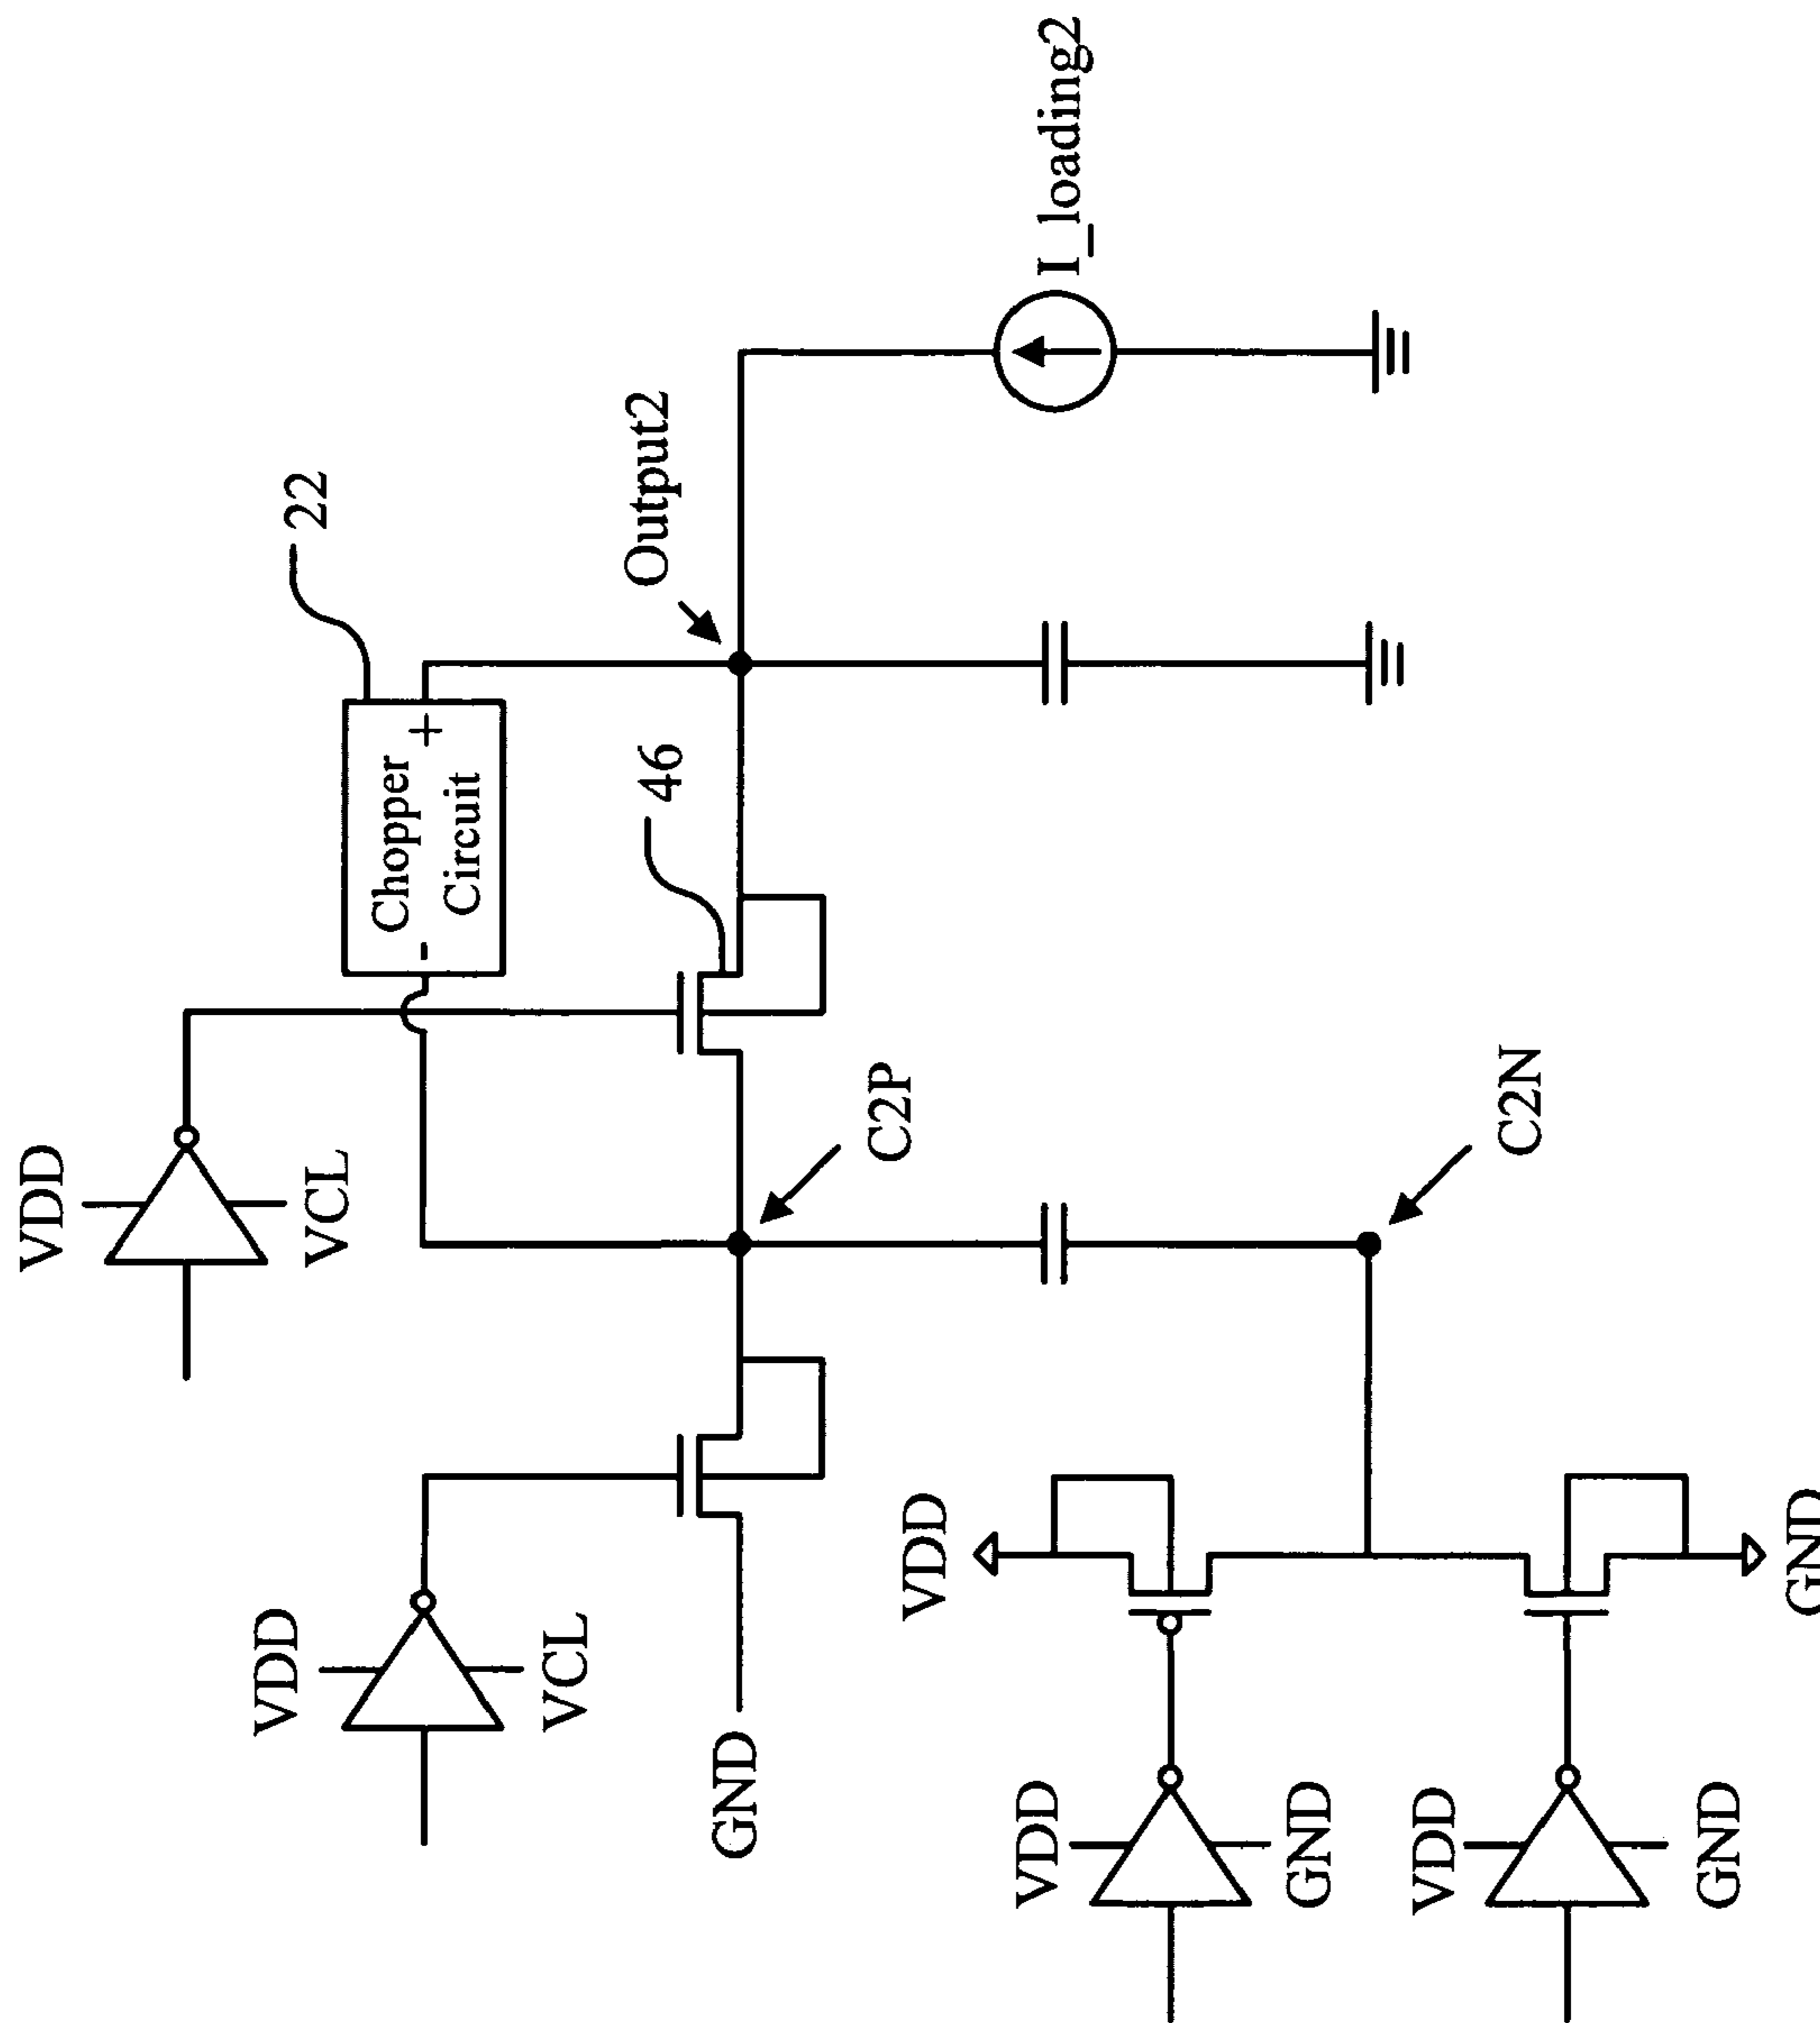 VDD
VCL
22
Chopper
Circuit
-
+
VDD
VCL
46
Output2
GND
C2P
I_loading2
VDD
VDD
GND
C2N
VDD
GND
GND